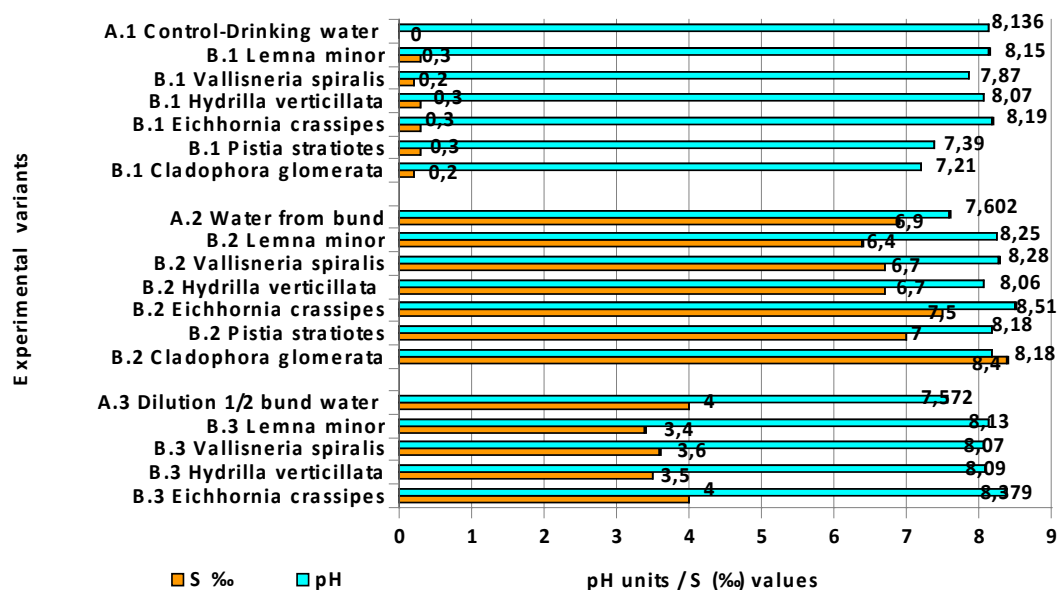 Experimental variants
A.1 Control-Drinking water 8,136
0
B.1 Lemna minor 8,15
0,3
B.1 Vallisneria spiralis 7,87
0,2
B.1 Hydrilla verticillata 8,07
0,3
B.1 Eichhornia crassipes 8,19
0,3
B.1 Pistia stratiotes 7,39
0,3
B.1 Cladophora glomerata 7,21
0,2
A.2 Water from bund 7,602
6,9
B.2 Lemna minor 8,25
6,4
B.2 Vallisneria spiralis 8,28
6,7
B.2 Hydrilla verticillata 8,06
6,7
B.2 Eichhornia crassipes 8,51
7,5
B.2 Pistia stratiotes 8,18
7
B.2 Cladophora glomerata 8,18
8,4
A.3 Dilution 1/2 bund water 7,572
4
B.3 Lemna minor 8,13
3,4
B.3 Vallisneria spiralis 8,07
3,6
B.3 Hydrilla verticillata 8,09
3,5
B.3 Eichhornia crassipes 8,379
4
0 1 2 3 4 5 6 7 8 9
S ‰ pH pH units / S (‰) values